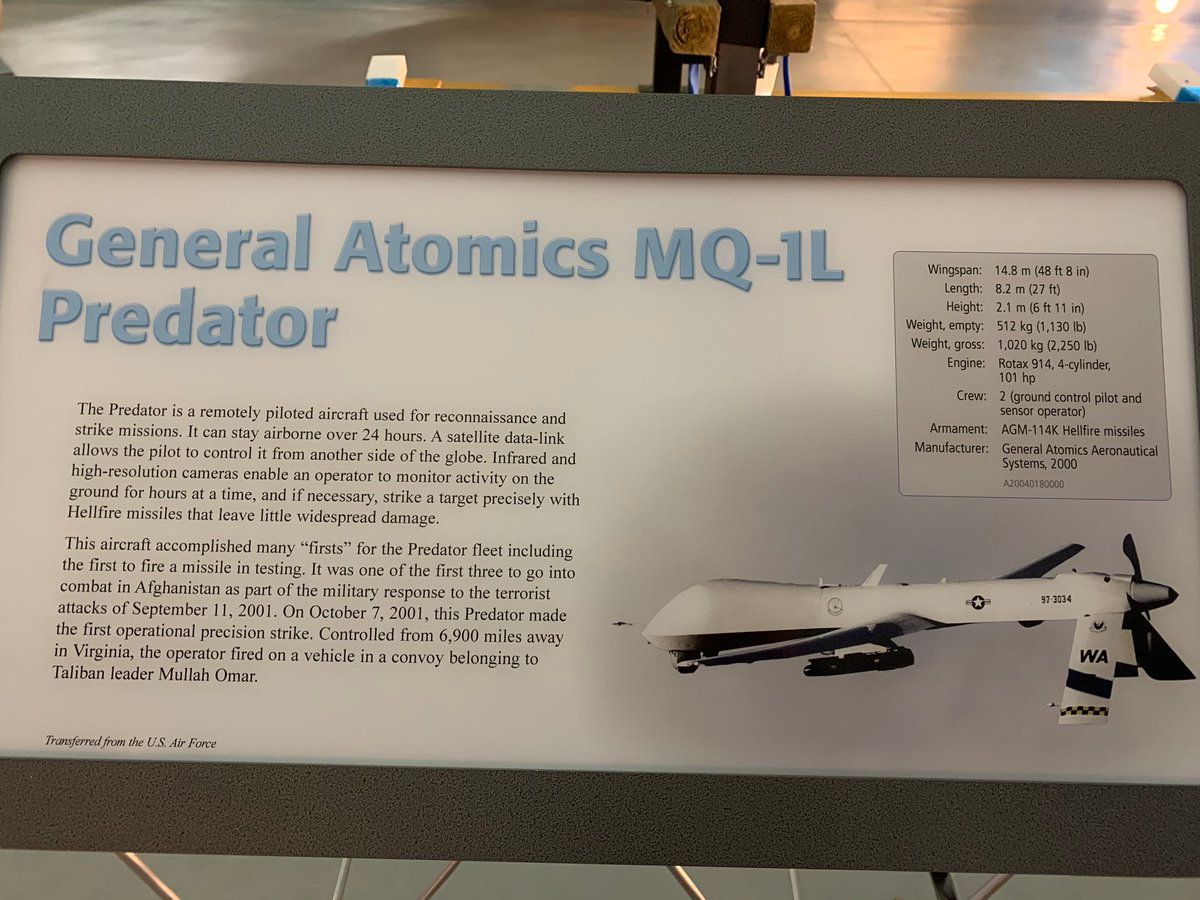 General Atomics MQ-1L
Predator
The Predator is a remotely piloted aircraft used for reconnaissance and
strike missions. It can stay airborne over 24 hours. A satellite data-link
allows the pilot to control it from another side of the globe. Infrared and
high-resolution cameras enable an operator to monitor activity on the
ground for hours at a time, and if necessary, strike a target precisely with
Hellfire missiles that leave little widespread damage.
This aircraft accomplished many “firsts” for the Predator fleet including
the first to fire a missile in testing. It was one of the first three to go into
combat in Afghanistan as part of the military response to the terrorist
attacks of September 11, 2001. On October 7, 2001, this Predator made
the first operational precision strike. Controlled from 6,900 miles away
in Virginia, the operator fired on a vehicle in a convoy belonging to
Taliban leader Mullah Omar.
Transferred from the U.S. Air Force
Wingspan: 14.8 m (48 ft 8 in)
Length: 8.2 m (27 ft)
Height: 2.1 m (6 ft 11 in)
Weight, empty: 512 kg (1,130 lb)
Weight, gross: 1,020 kg (2,250 lb)
Engine: Rotax 914, 4-cylinder,
101 hp
Crew: 2 (ground control pilot and
sensor operator)
Armament: AGM-114K Hellfire missiles
Manufacturer: General Atomics Aeronautical
Systems, 2000
A20040180000
97-3034
WA